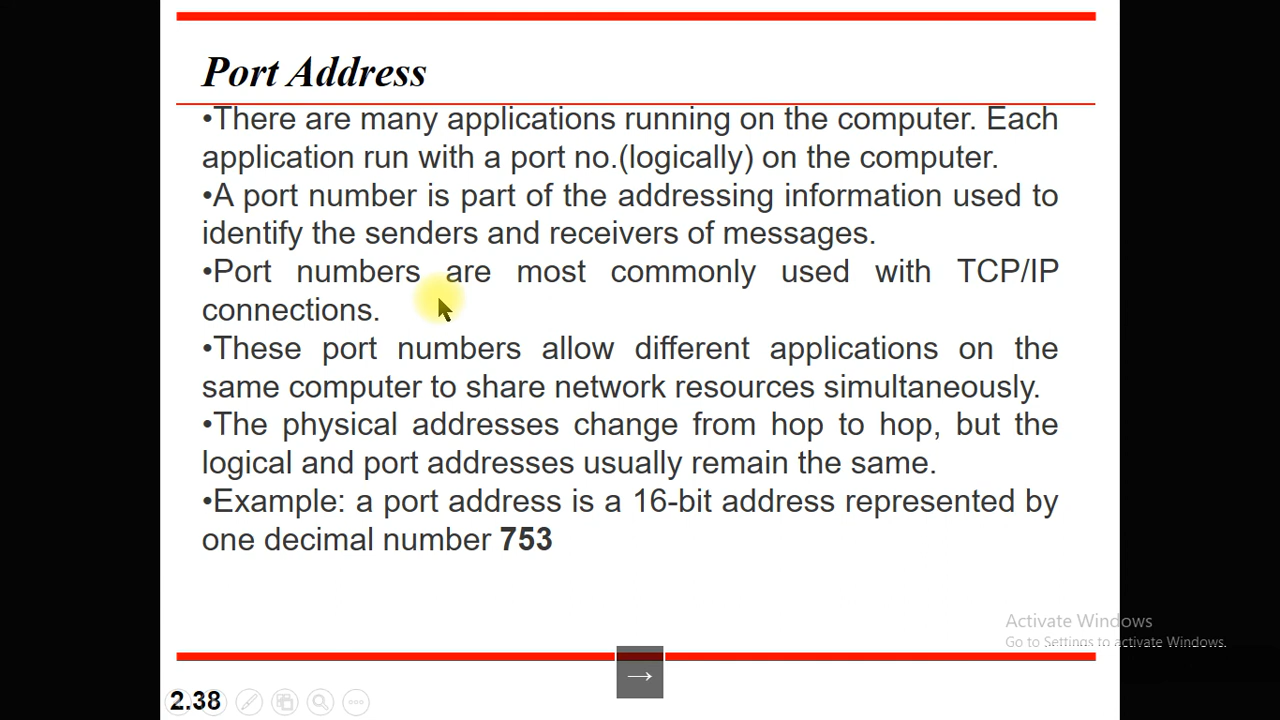 Port Address
•There are many applications running on the computer. Each
application run with a port no.(logically) on the computer.
•A port number is part of the addressing information used to
identify the senders and receivers of messages.
•Port numbers are most commonly used with TCP/IP
connections.
•These port numbers allow different applications on the
same computer to share network resources simultaneously.
•The physical addresses change from hop to hop, but the
logical and port addresses usually remain the same.
•Example: a port address is a 16-bit address represented by
one decimal number 753
Activate Windows
Go to Settings to activate Windows.
→
2.38